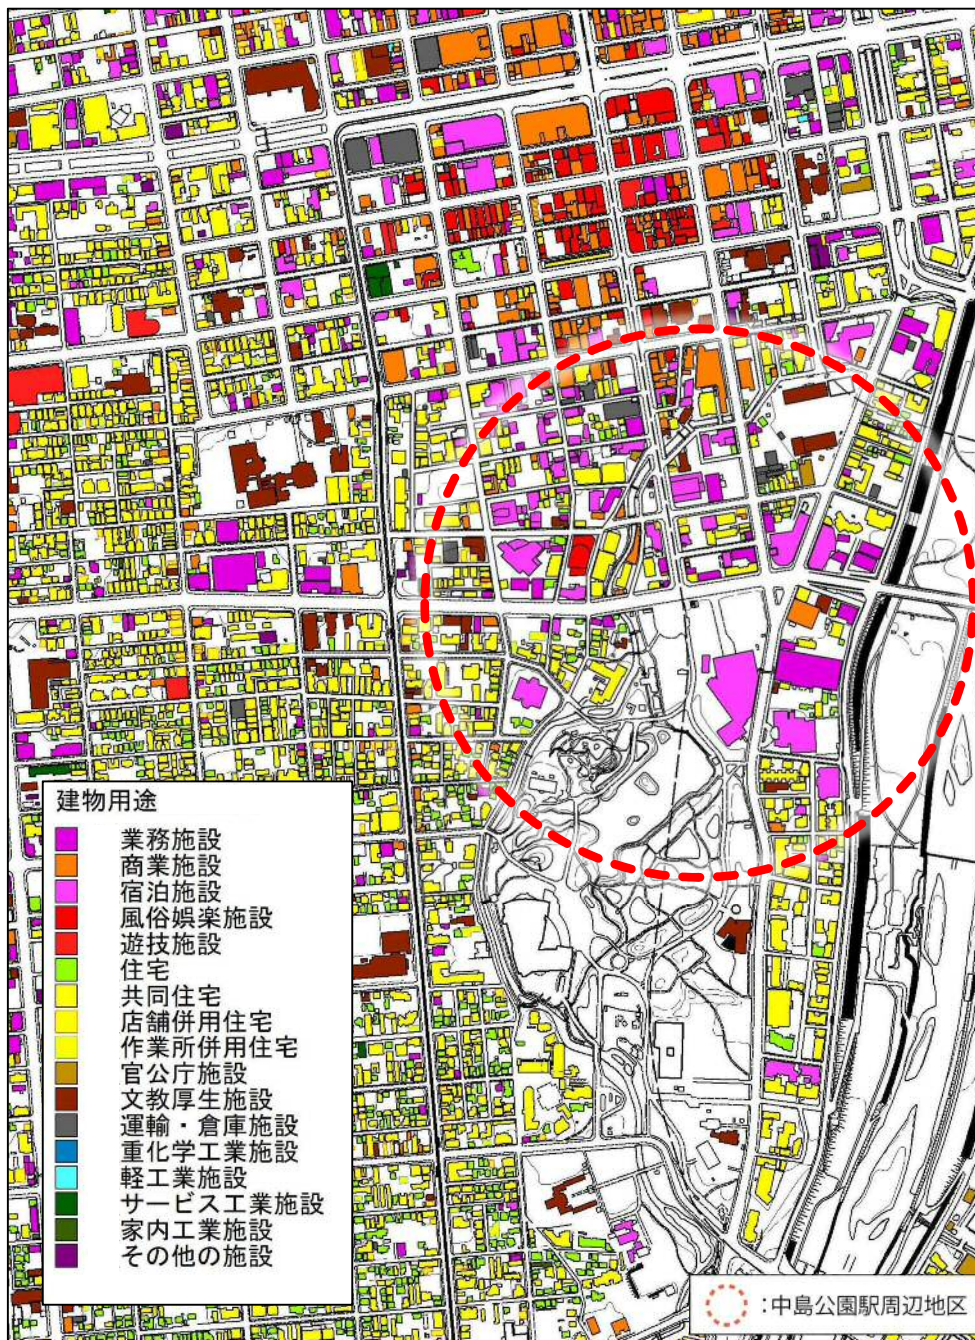 建物用途
業務施設
商業施設
宿泊施設
風俗娯楽施設
遊技施設
住宅
共同住宅
店舗併用住宅
作業所併用住宅
官公庁施設
文教厚生施設
運輸・倉庫施設
重化学工業施設
軽工業施設
サービス工業施設
家内工業施設
その他の施設
：中島公園駅周辺地区